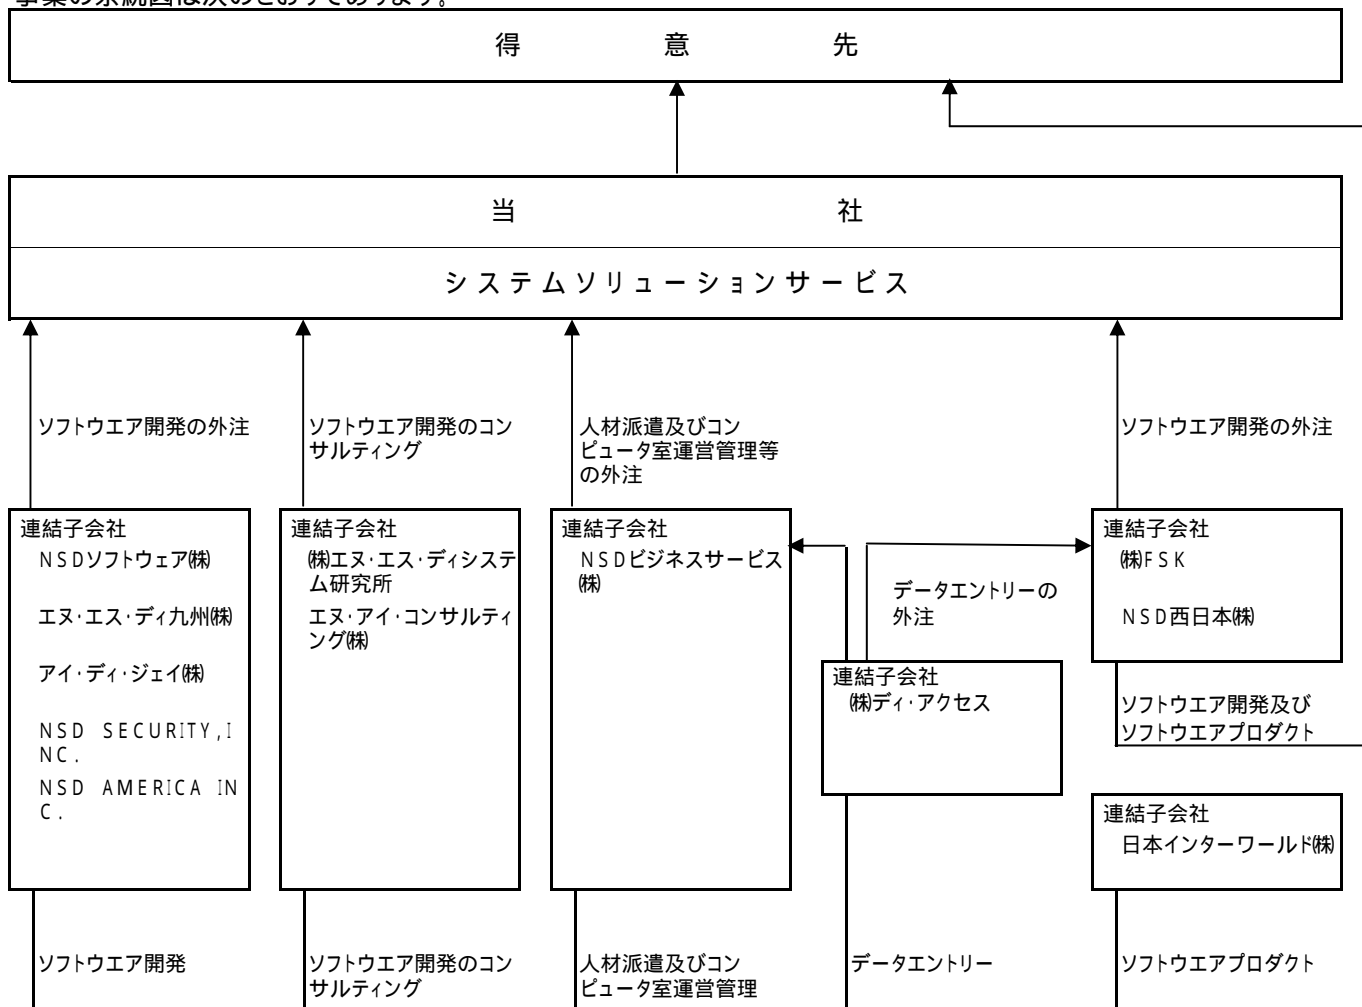 事業の系統図は次のとおりであります。
得意先
当社
システムソリューションサービス
ソフトウエア開発の外注
ソフトウエア開発のコン
サルティング
人材派遣及びコン
ピュータ室運営管理等
の外注
ソフトウエア開発の外注
連結子会社
NSDソフトウェア㈱
エヌ・エス・ディ九州㈱
アイ・ディ・ジェイ㈱
NSD SECURITY,I
NC.
NSD AMERICA IN
C.
連結子会社
㈱エヌ・エス・ディシステ
ム研究所
エヌ・アイ・コンサルティ
ング㈱
連結子会社
NSDビジネスサービス
㈱
データエントリーの
外注
連結子会社
㈱ディ・アクセス
連結子会社
㈱FSK
NSD西日本㈱
ソフトウエア開発及び
ソフトウエアプロダクト
連結子会社
日本インターワールド㈱
ソフトウエア開発
ソフトウエア開発のコン
サルティング
人材派遣及びコン
ピュータ室運営管理
データエントリー
ソフトウエアプロダクト